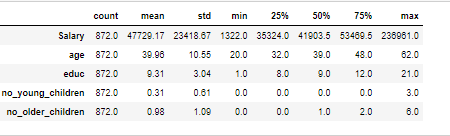 count mean std min 25% 50% 75% max
Salary 872.0 47729.17 23418.67 1322.0 35324.0 41903.5 53469.5 236961.0
age 872.0 39.96 10.55 20.0 32.0 39.0 48.0 62.0
educ 872.0 9.31 3.04 1.0 8.0 9.0 12.0 21.0
no_young_children 872.0 0.31 0.61 0.0 0.0 0.0 0.0 3.0
no_older_children 872.0 0.98 1.09 0.0 0.0 1.0 2.0 6.0